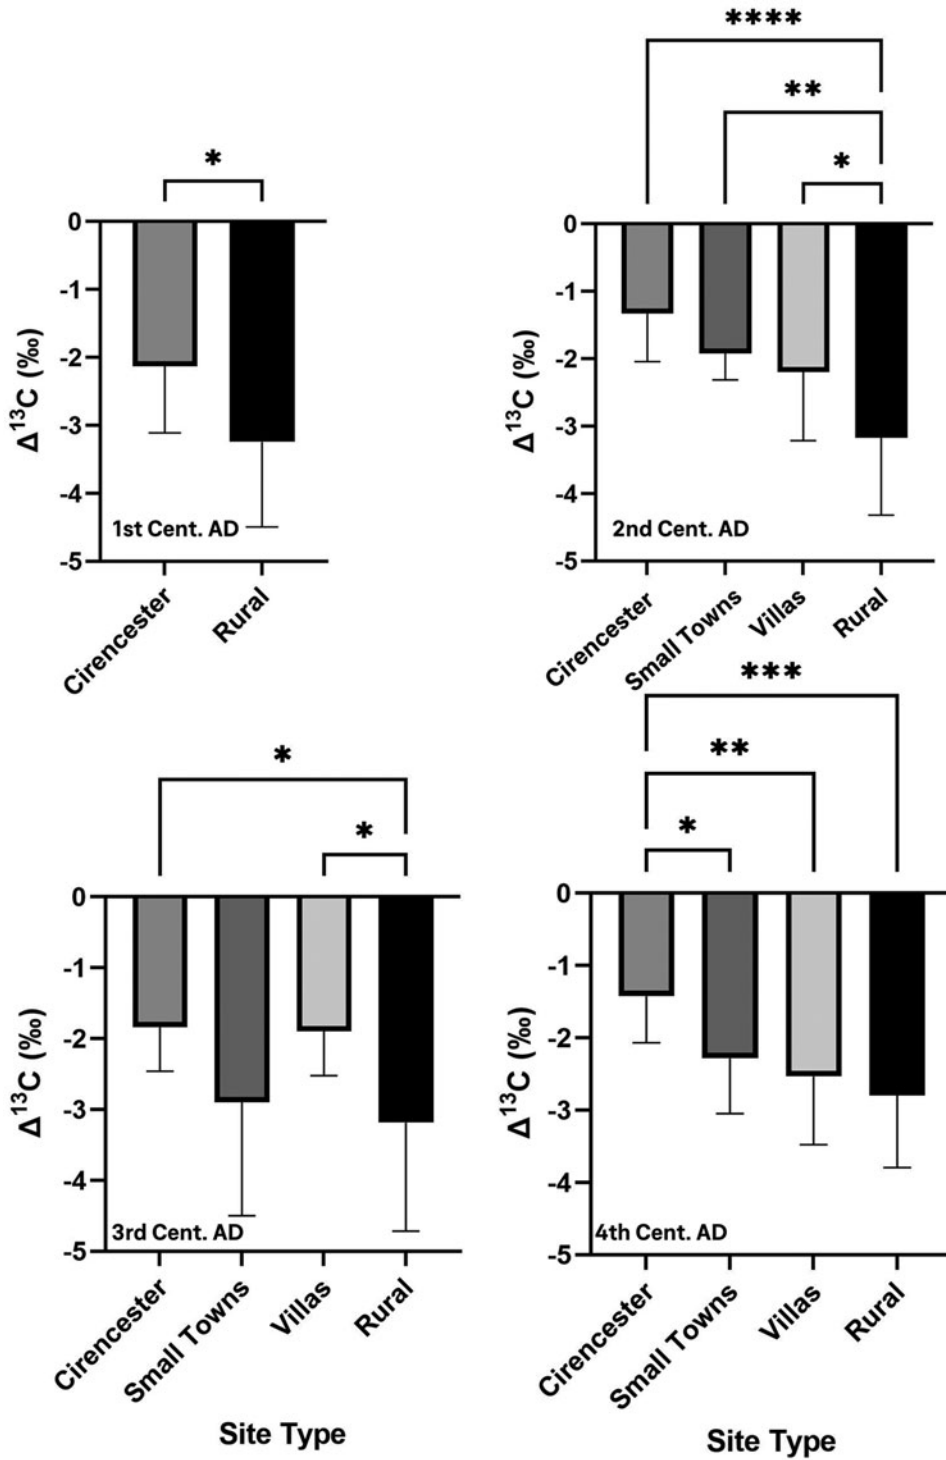 *
0
-1
-2
-3
-4
-5
Δ13C (‰)
1st Cent. AD
Cirencester
Rural
****
**
*
0
-1
-2
-3
-4
-5
Δ13C (‰)
2nd Cent. AD
Cirencester
Small Towns
Villas
Rural
*
*
0
-1
-2
-3
-4
-5
Δ13C (‰)
3rd Cent. AD
Cirencester
Small Towns
Villas
Rural
Site Type
***
**
*
0
-1
-2
-3
-4
-5
Δ13C (‰)
4th Cent. AD
Cirencester
Small Towns
Villas
Rural
Site Type